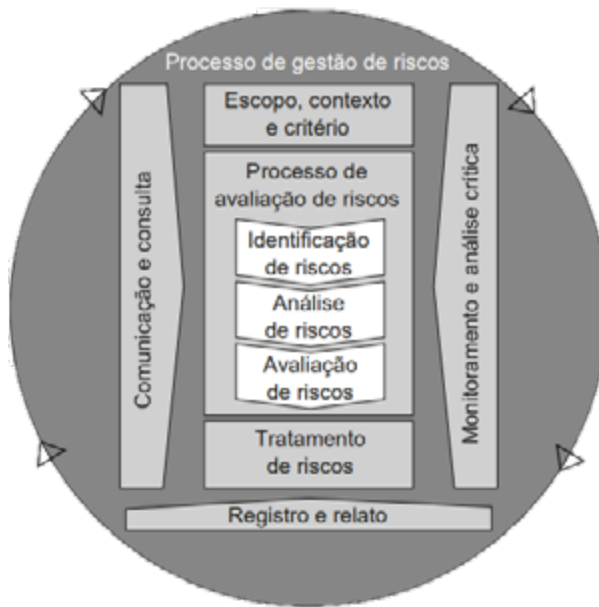 Processo de gestão de riscos
Escopo, contexto
e critério
Processo de
avaliação de riscos
Identificação
de riscos
Análise
de riscos
Avaliação
de riscos
Tratamento
de riscos
Comunicação e consulta
Monitoramento e análise crítica
Registro e relato